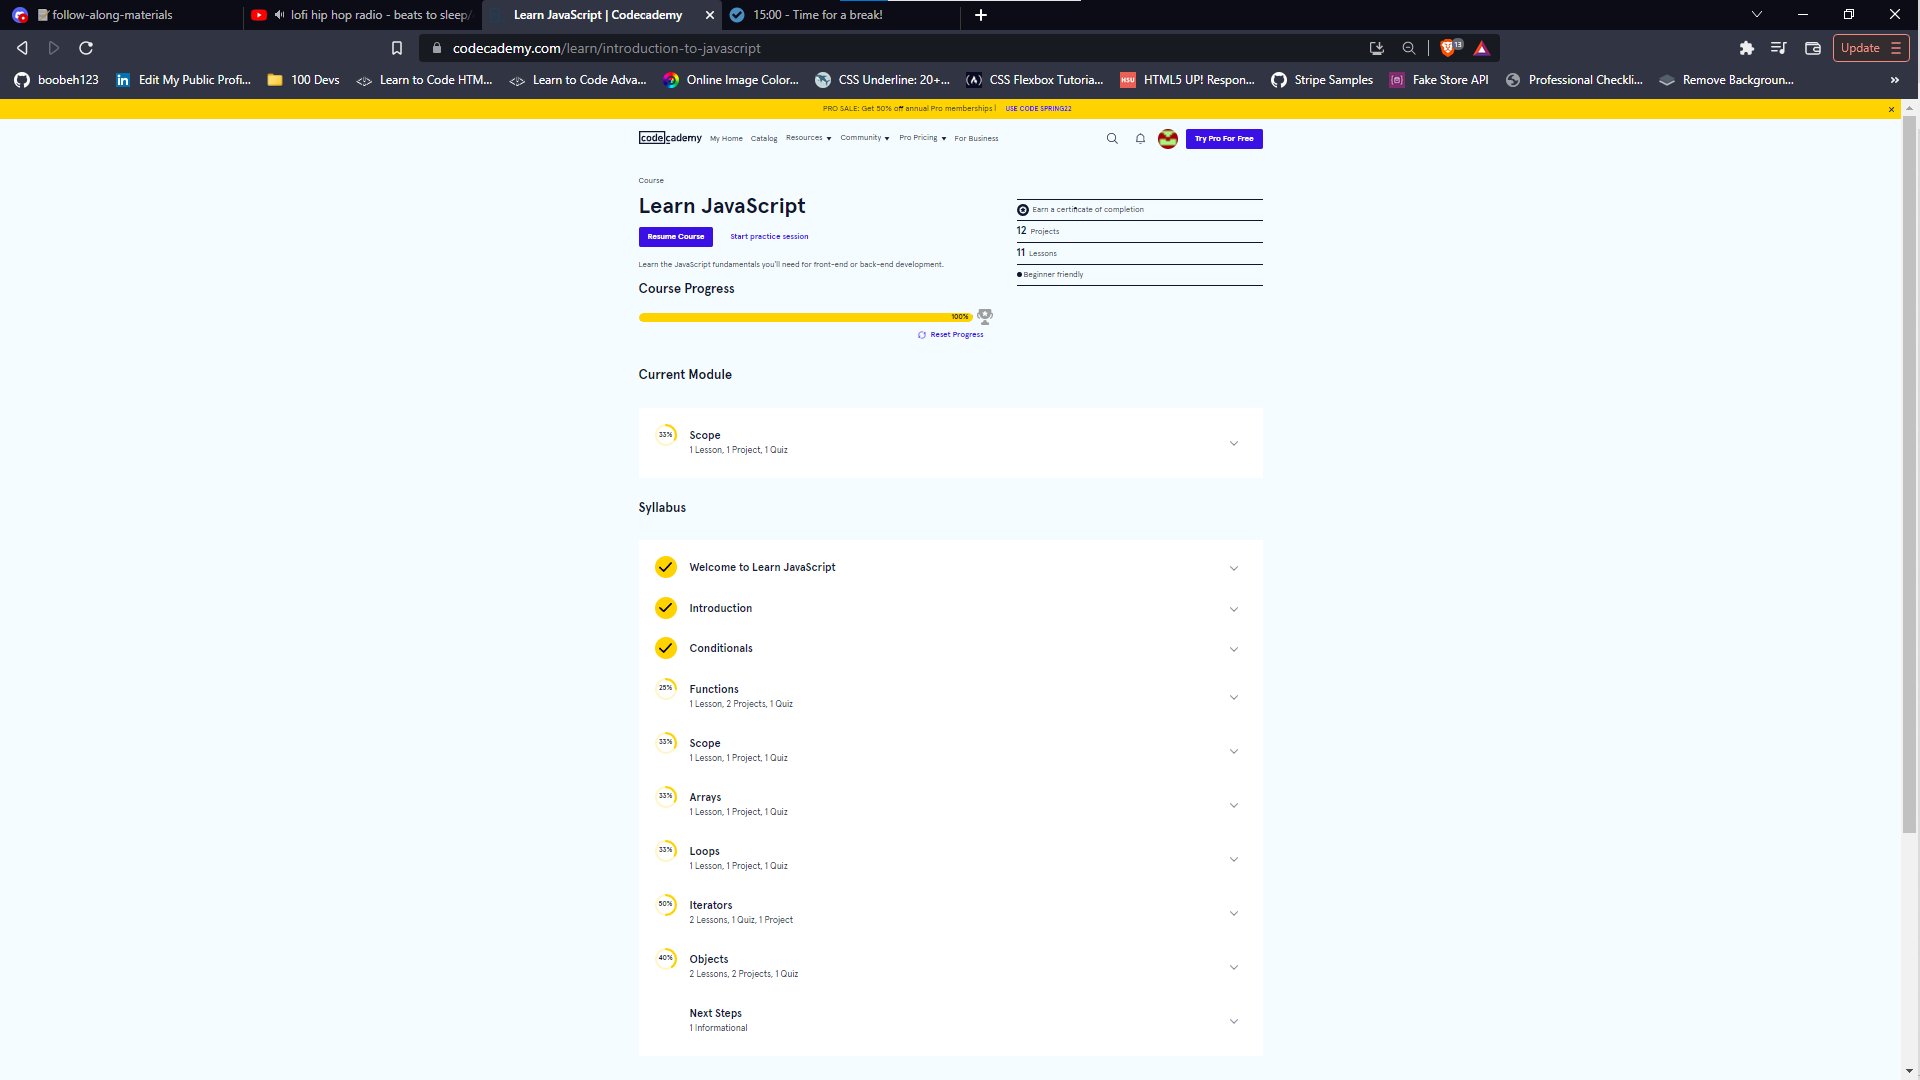 follow-along-materials
lofi hip hop radio - beats to sleep/
Learn JavaScript | Codecademy
15:00 - Time for a break!
codecademy.com/learn/introduction-to-javascript
13
Update
boobeh123
Edit My Public Profi...
100 Devs
Learn to Code HTM...
Learn to Code Adva...
Online Image Color...
CSS Underline: 20+...
CSS Flexbox Tutoria...
HTML5 UP! Respon...
Stripe Samples
Fake Store API
Professional Checkli...
Remove Backgroun...
»
PRO SALE: Get 50% off annual Pro memberships | USE CODE SPRING22
codecademy
My Home
Catalog
Resources
Community
Pro Pricing
For Business
Try Pro For Free
Course
Learn JavaScript
Resume Course
Start practice session
Learn the JavaScript fundamentals you'll need for front-end or back-end development.
Earn a certificate of completion
12 Projects
11 Lessons
Beginner friendly
Course Progress
100%
Reset Progress
Current Module
33%
Scope
1 Lesson, 1 Project, 1 Quiz
Syllabus
Welcome to Learn JavaScript
Introduction
Conditionals
25%
Functions
1 Lesson, 2 Projects, 1 Quiz
33%
Scope
1 Lesson, 1 Project, 1 Quiz
33%
Arrays
1 Lesson, 1 Project, 1 Quiz
33%
Loops
1 Lesson, 1 Project, 1 Quiz
50%
Iterators
2 Lessons, 1 Quiz, 1 Project
40%
Objects
2 Lessons, 2 Projects, 1 Quiz
Next Steps
1 Informational